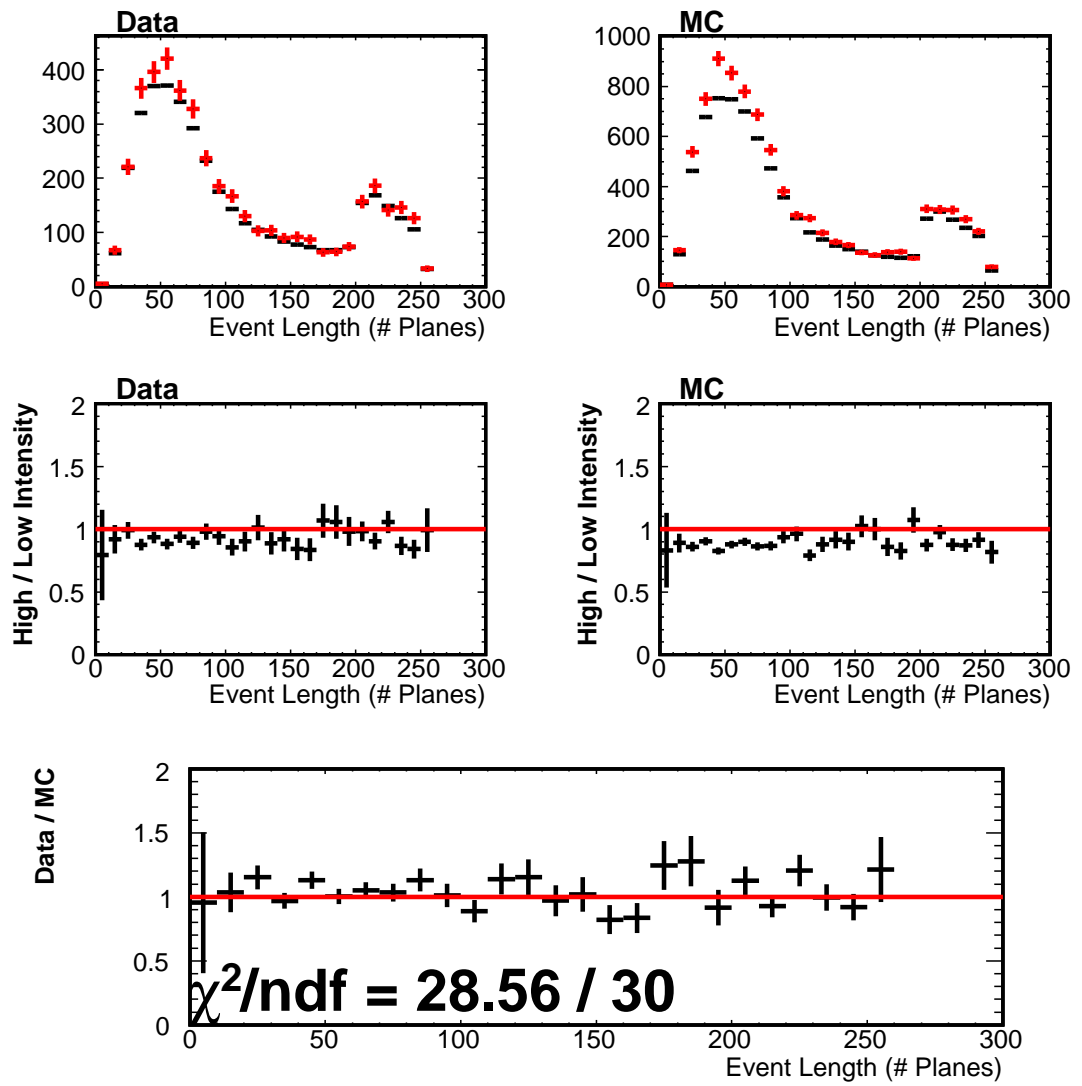 Data
MC
400
300
200
100
0
0 50 100 150 200 250 300
Event Length (# Planes)
1000
800
600
400
200
0
0 50 100 150 200 250 300
Event Length (# Planes)
Data
High / Low Intensity
2
1.5
1
0.5
0
0 50 100 150 200 250 300
Event Length (# Planes)
MC
High / Low Intensity
2
1.5
1
0.5
0
0 50 100 150 200 250 300
Event Length (# Planes)
Data / MC
2
1.5
1
0.5
0
χ²/ndf = 28.56 / 30
0 50 100 150 200 250 300
Event Length (# Planes)